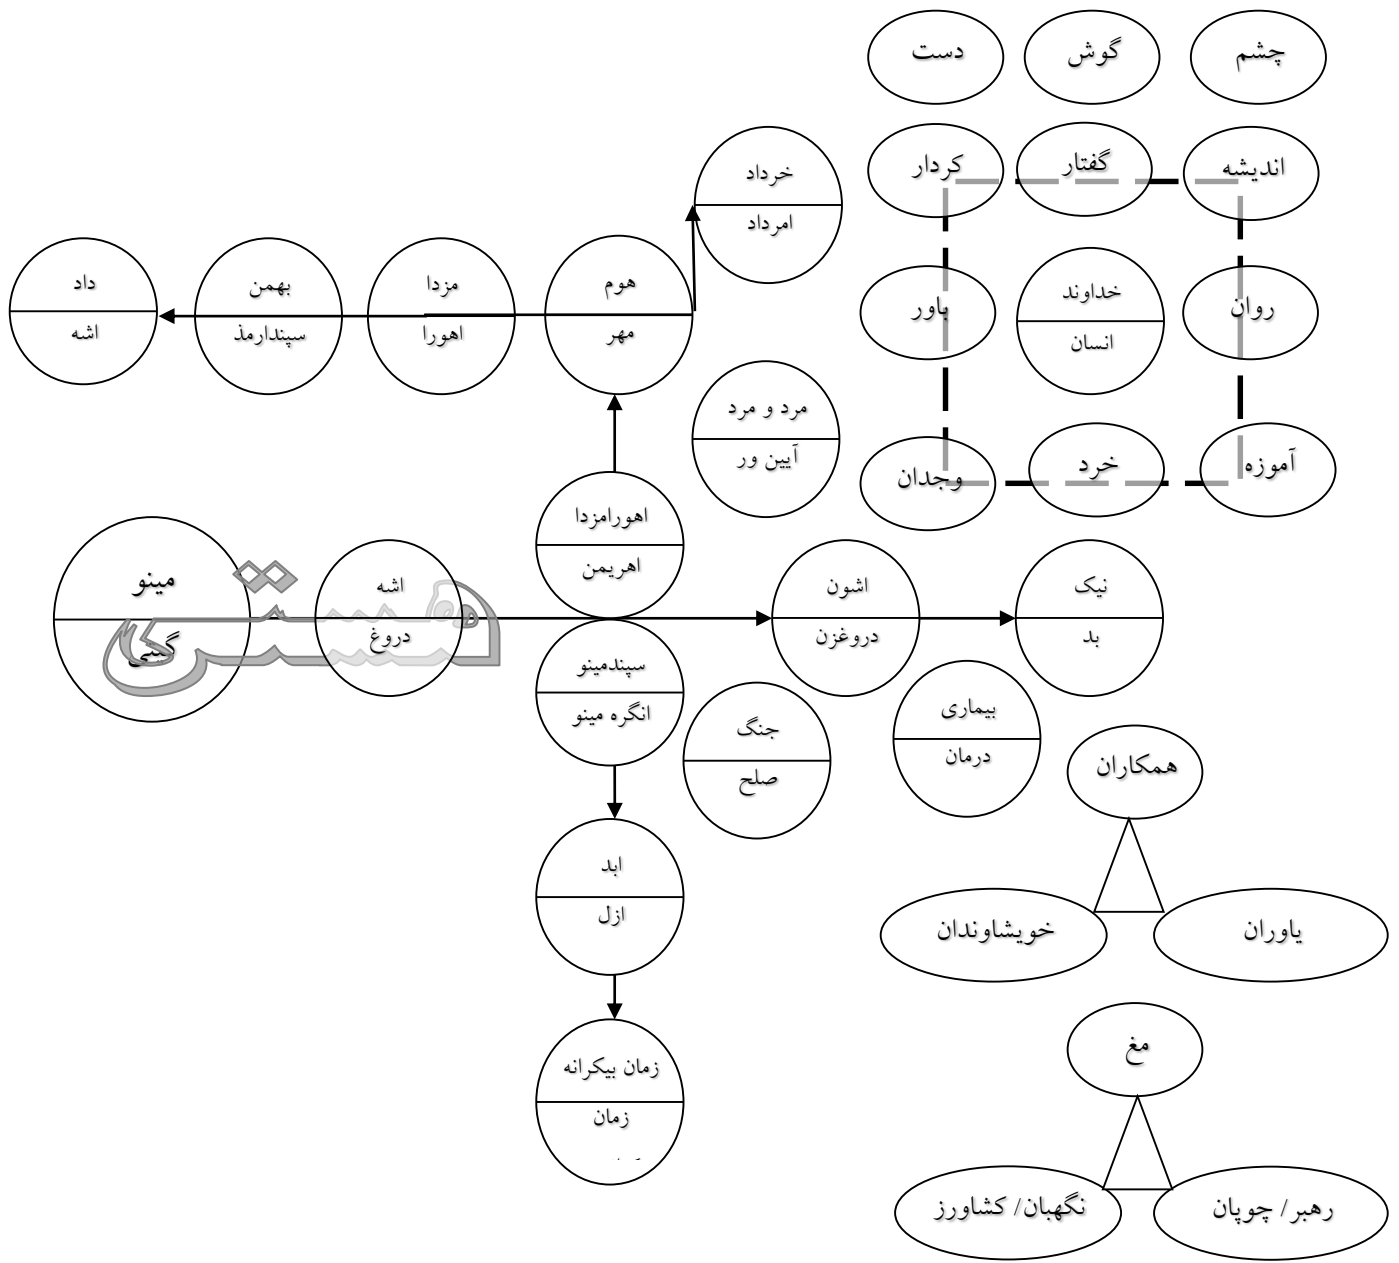 چشم
گوش
دست
اندیشه
گفتار
کردار
روان
خداوند
انسان
باور
آموزه
خرد
وجدان
خرداد
امرداد
هوم
مهر
مزدا
اهورا
بهمن
سپندارمذ
داد
اشه
مرد و مرد
آیین ور
اهورامزدا
اهریمن
مینو
گیتی
هستی
اشه
دروغ
سپندمینو
انگره مینو
اشون
دروغزن
نیک
بد
بیماری
درمان
جنگ
صلح
ابد
ازل
زمان بیکرانه
زمان
همکاران
یاوران
خویشاوندان
مغ
رهبر/ چوپان
نگهبان/ کشاورز